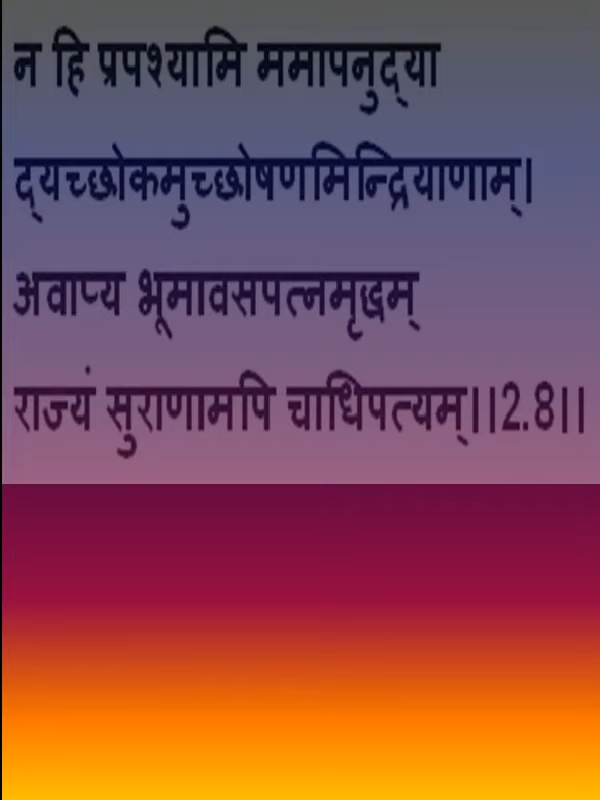 न हि प्रपश्यामि ममापनुद्या
द्यच्छोकमुच्छोषणमिन्द्रियाणाम्।
अवाप्य भूमावसपत्नमृद्धम्
राज्यं सुराणामपि चाधिपत्यम्।।2.8।।